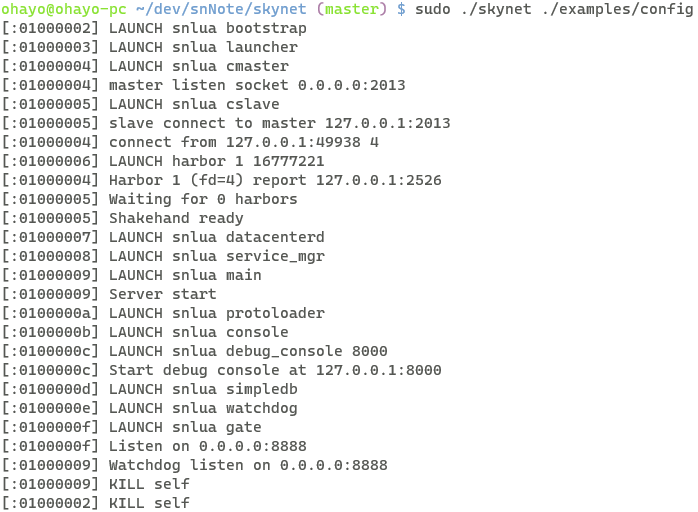 ohayo@ohayo-pc ~/dev/snNote/skynet (master) $ sudo ./skynet ./examples/config
[:01000002] LAUNCH snlua bootstrap
[:01000003] LAUNCH snlua launcher
[:01000004] LAUNCH snlua cmaster
[:01000004] master listen socket 0.0.0.0:2013
[:01000005] LAUNCH snlua cslave
[:01000005] slave connect to master 127.0.0.1:2013
[:01000004] connect from 127.0.0.1:49938 4
[:01000006] LAUNCH harbor 1 16777221
[:01000004] Harbor 1 (fd=4) report 127.0.0.1:2526
[:01000005] Waiting for 0 harbors
[:01000005] Shakehand ready
[:01000007] LAUNCH snlua datacenterd
[:01000008] LAUNCH snlua service_mgr
[:01000009] LAUNCH snlua main
[:01000009] Server start
[:0100000a] LAUNCH snlua protoloader
[:0100000b] LAUNCH snlua console
[:0100000c] LAUNCH snlua debug_console 8000
[:0100000c] Start debug console at 127.0.0.1:8000
[:0100000d] LAUNCH snlua simpledb
[:0100000e] LAUNCH snlua watchdog
[:0100000f] LAUNCH snlua gate
[:0100000f] Listen on 0.0.0.0:8888
[:01000009] Watchdog listen on 0.0.0.0:8888
[:01000009] KILL self
[:01000002] KILL self